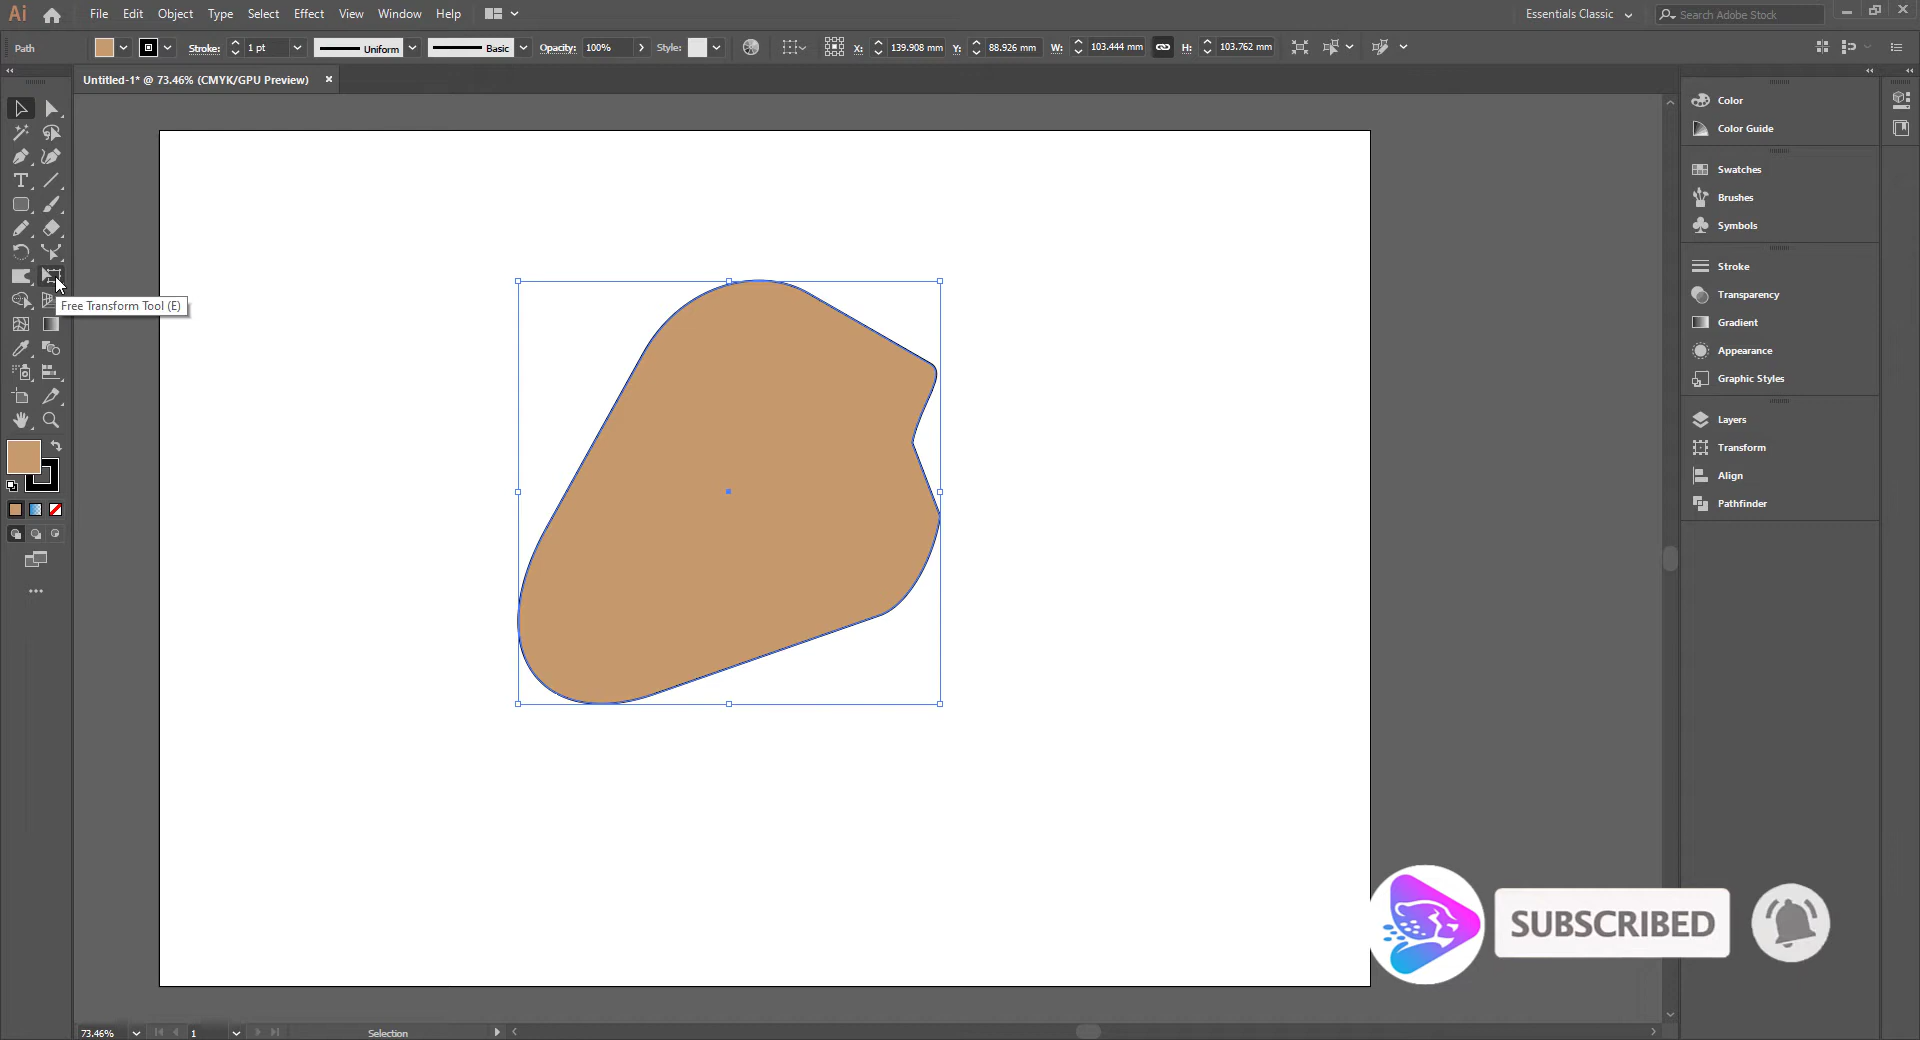 Ai File Edit Object Type Select Effect View Window Help Essentials Classic Search Adobe Stock
Path Stroke: 1 pt Uniform Basic Opacity: 100% Style: X: 139.908 mm Y: 88.926 mm W: 103.444 mm H: 103.762 mm
Untitled-1* @ 73.46% (CMYK/GPU Preview)
Color
Color Guide
Swatches
Brushes
Symbols
Stroke
Free Transform Tool (E)
Transparency
Gradient
Appearance
Graphic Styles
Layers
Transform
Align
Pathfinder
SUBSCRIBED
73.46% 1 Selection